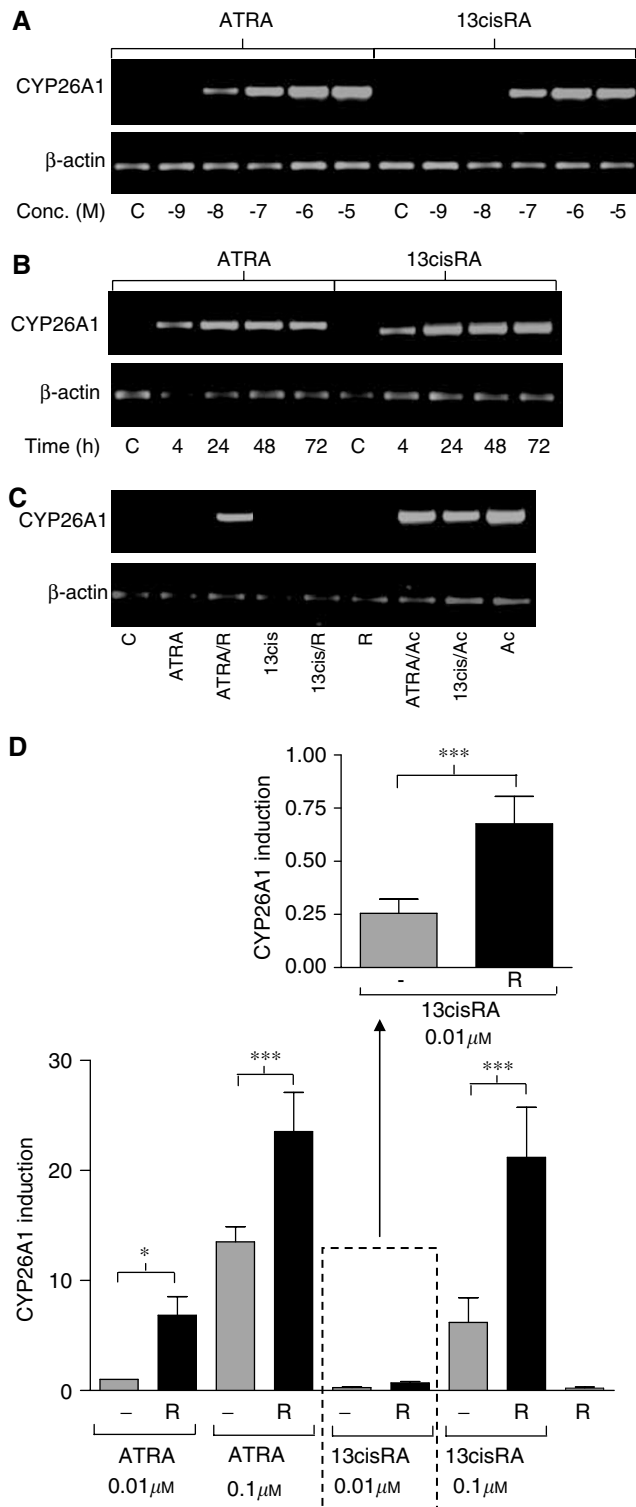 A
ATRA 13cisRA
CYP26A1
β-actin
Conc. (M) C -9 -8 -7 -6 -5 C -9 -8 -7 -6 -5
B
ATRA 13cisRA
CYP26A1
β-actin
Time (h) C 4 24 48 72 C 4 24 48 72
C
CYP26A1
β-actin
C ATRA ATRA/R 13cis 13cis/R R ATRA/Ac 13cis/Ac Ac
D
1.00
0.75
0.50
0.25
0.00
CYP26A1 induction
***
- R
13cisRA
0.01μM
30
20
10
0
CYP26A1 induction
* *** ***
– R – R – R – R R
ATRA ATRA 13cisRA 13cisRA
0.01μM 0.1μM 0.01μM 0.1μM